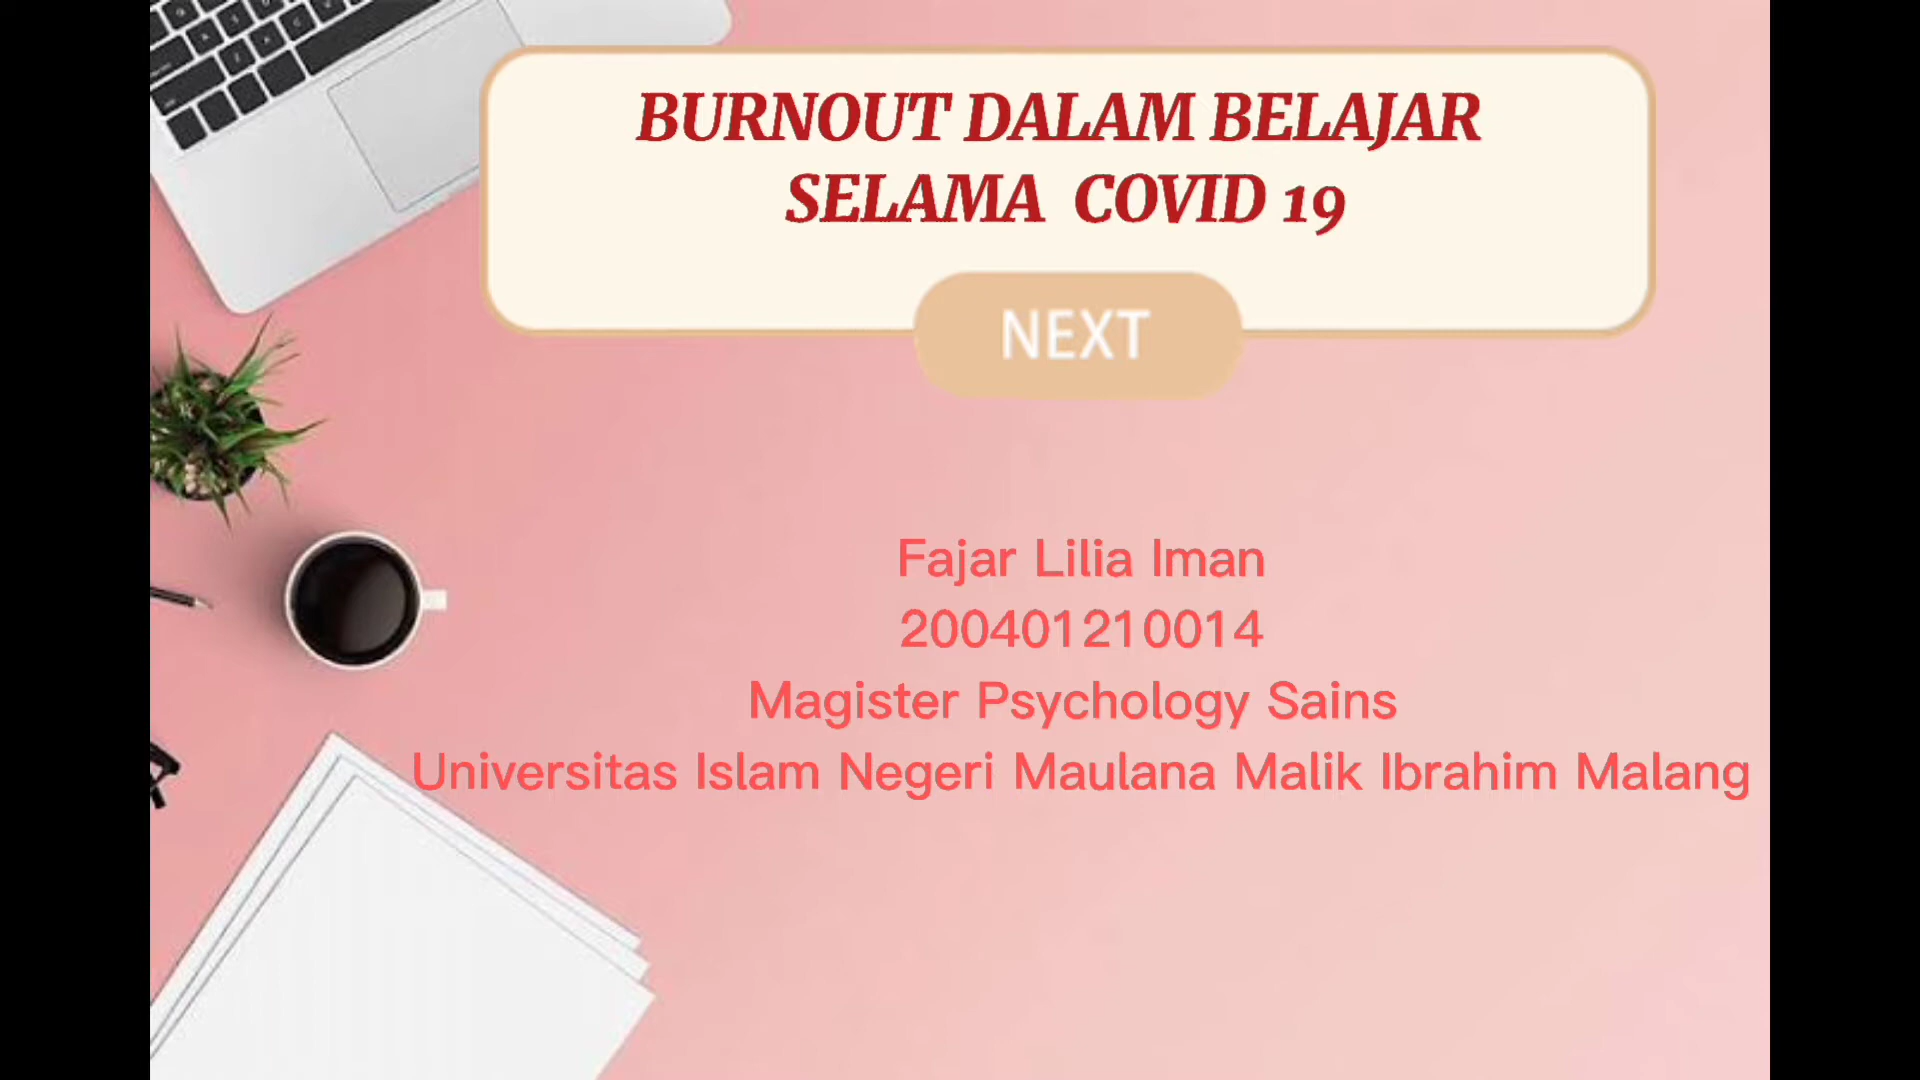 BURNOUT DALAM BELAJAR
SELAMA COVID 19
NEXT
Fajar Lilia Iman
200401210014
Magister Psychology Sains
Universitas Islam Negeri Maulana Malik Ibrahim Malang